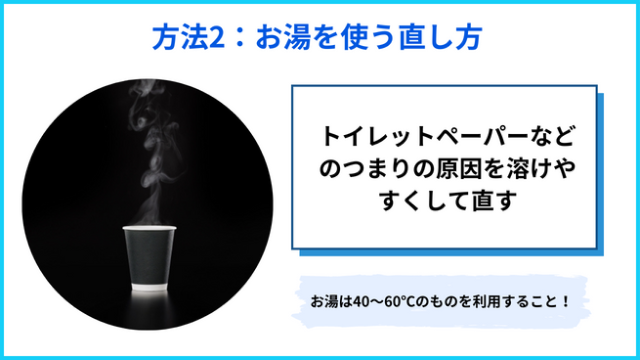 方法2：お湯を使う直し方
トイレットペーパーなど
のつまりの原因を溶けや
すくして直す
お湯は40〜60℃のものを利用すること！